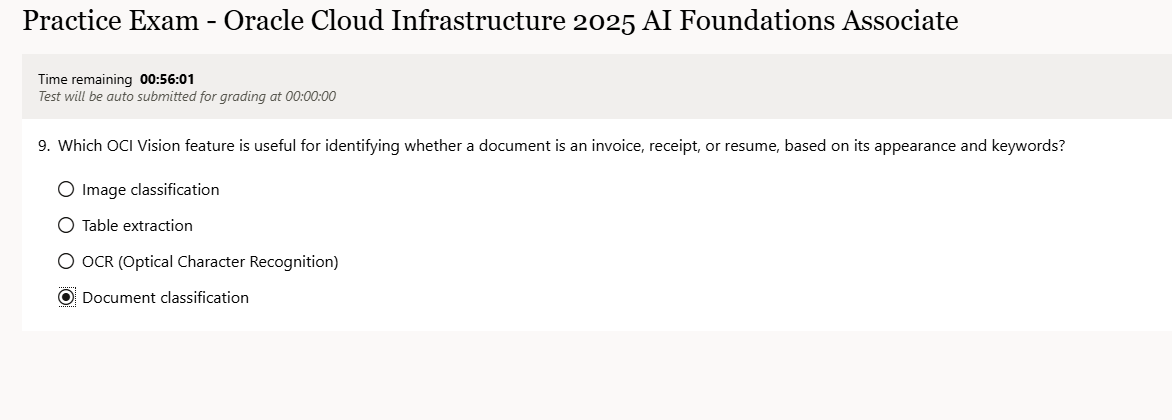 Practice Exam - Oracle Cloud Infrastructure 2025 AI Foundations Associate
Time remaining 00:56:01
Test will be auto submitted for grading at 00:00:00
9. Which OCI Vision feature is useful for identifying whether a document is an invoice, receipt, or resume, based on its appearance and keywords?
Image classification
Table extraction
OCR (Optical Character Recognition)
Document classification